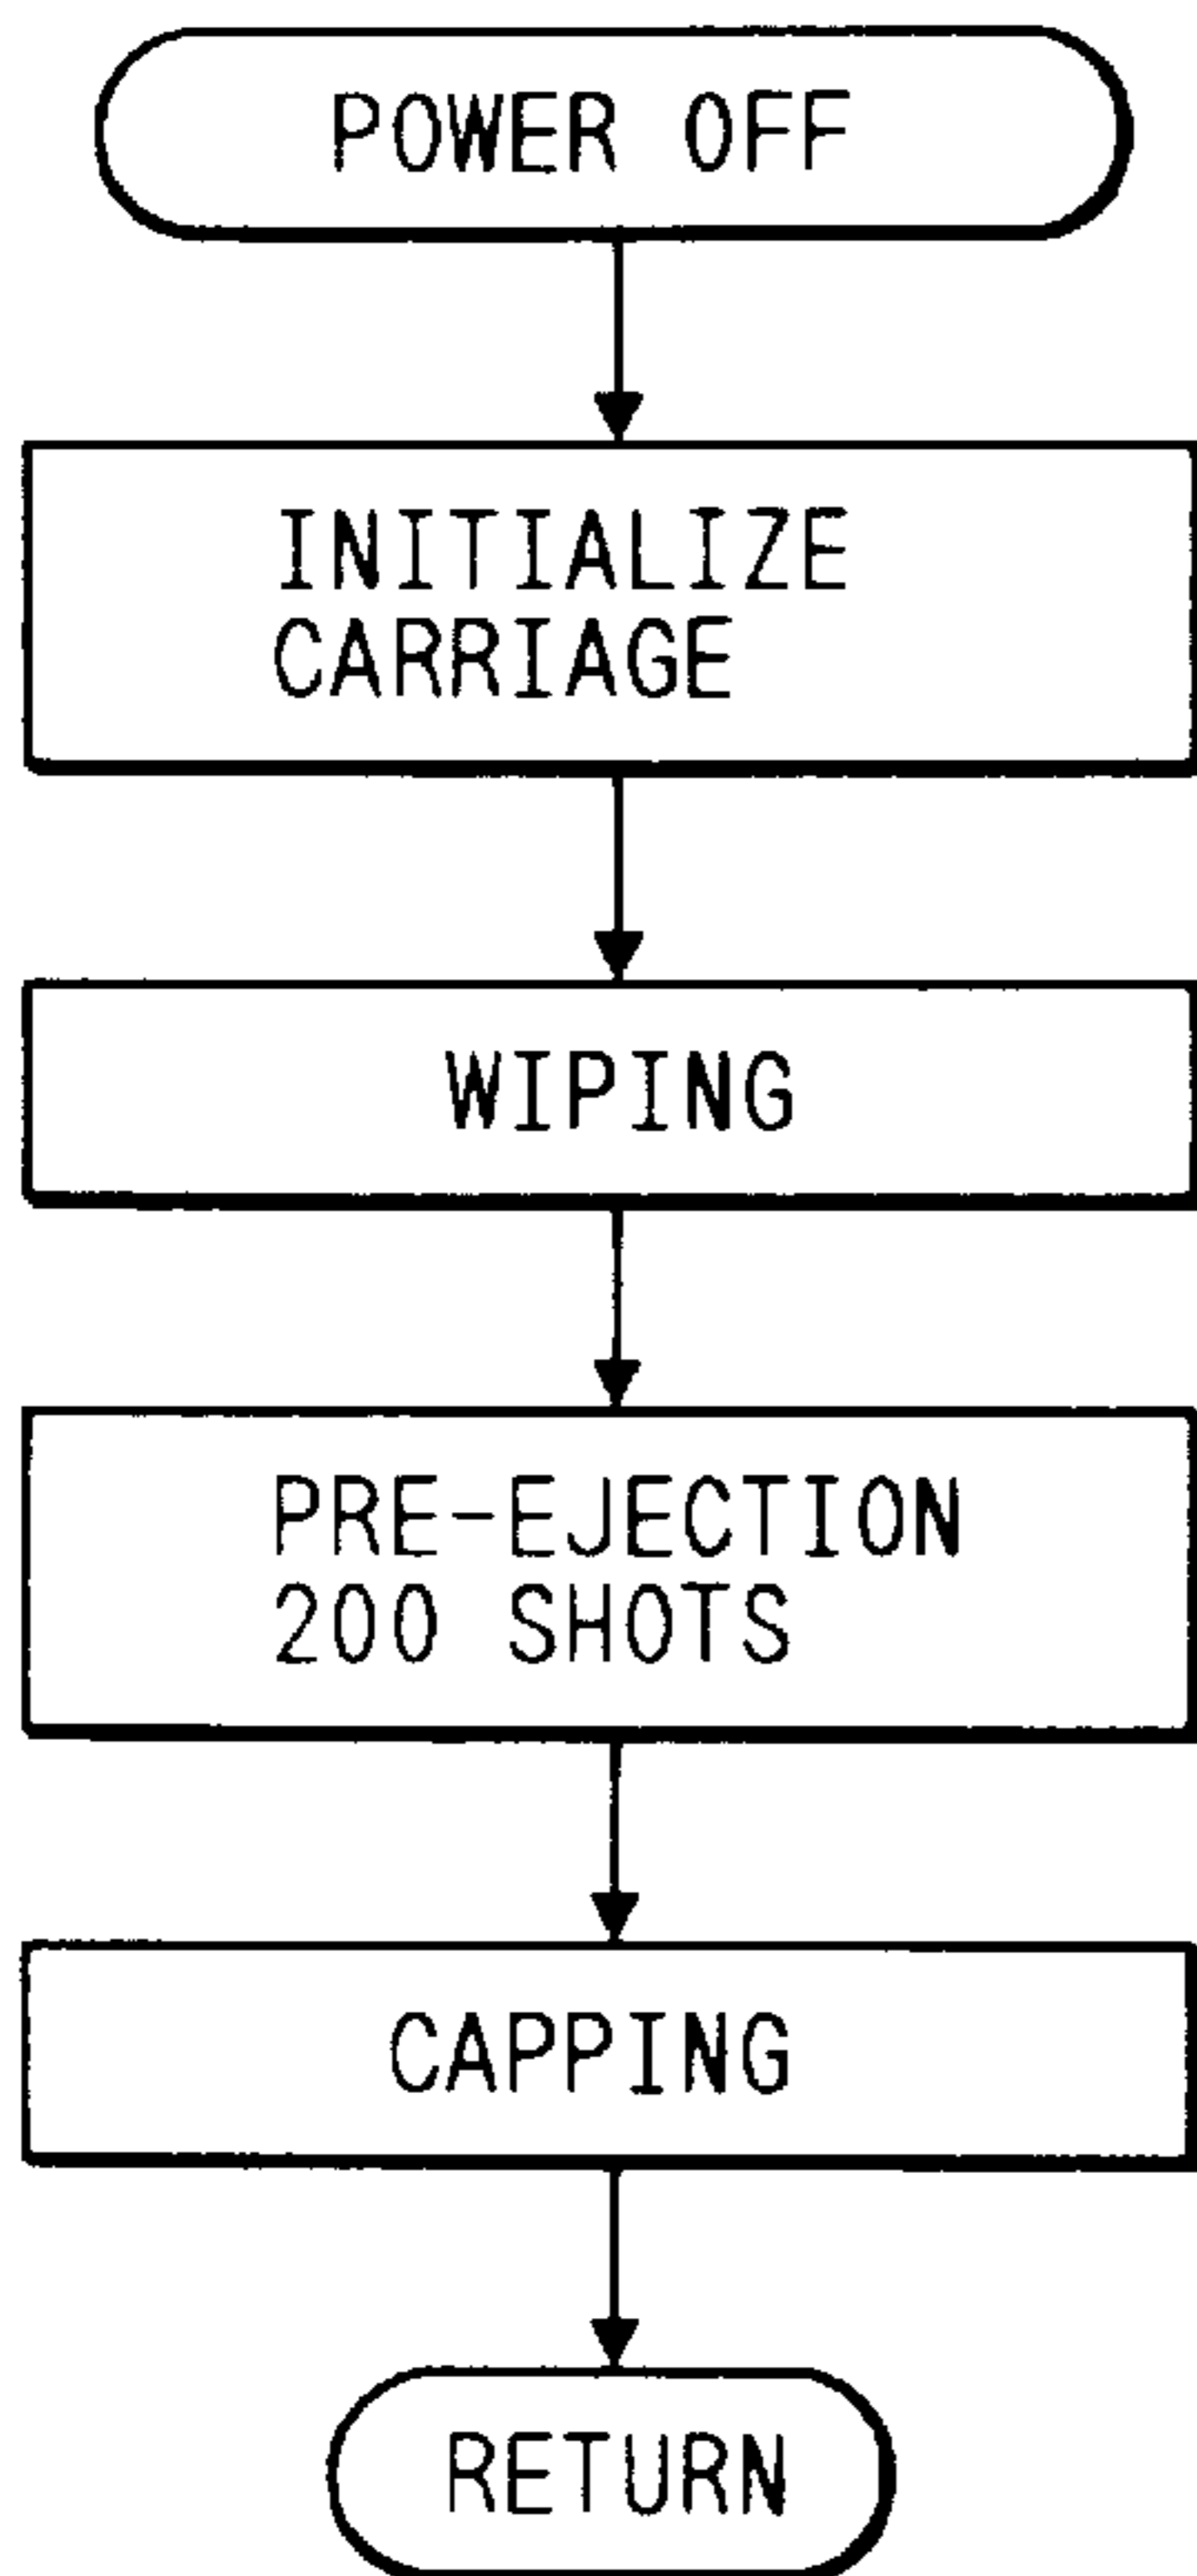 POWER OFF
INITIALIZE
CARRIAGE
WIPING
PRE-EJECTION
200 SHOTS
CAPPING
RETURN